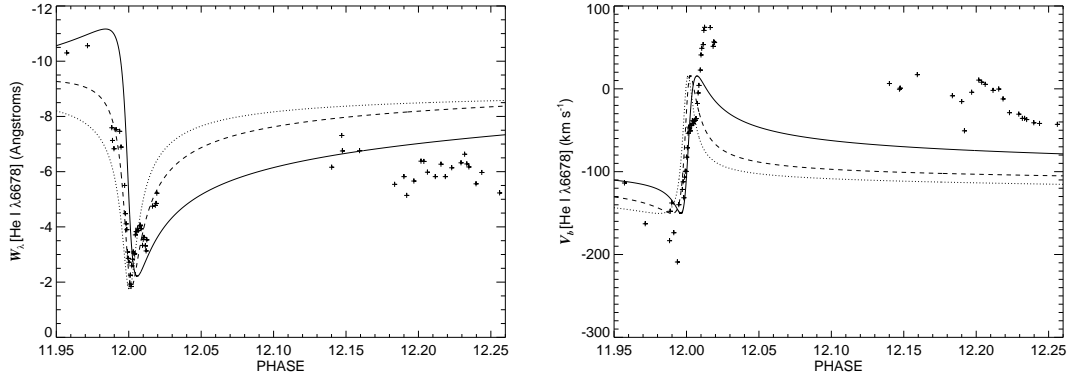 -12
-10
-8
-6
-4
-2
0
W_λ [He I λ6678] (Angstroms)
11.95 12.00 12.05 12.10 12.15 12.20 12.25
PHASE
100
0
-100
-200
-300
V_b [He I λ6678] (km s⁻¹)
11.95 12.00 12.05 12.10 12.15 12.20 12.25
PHASE